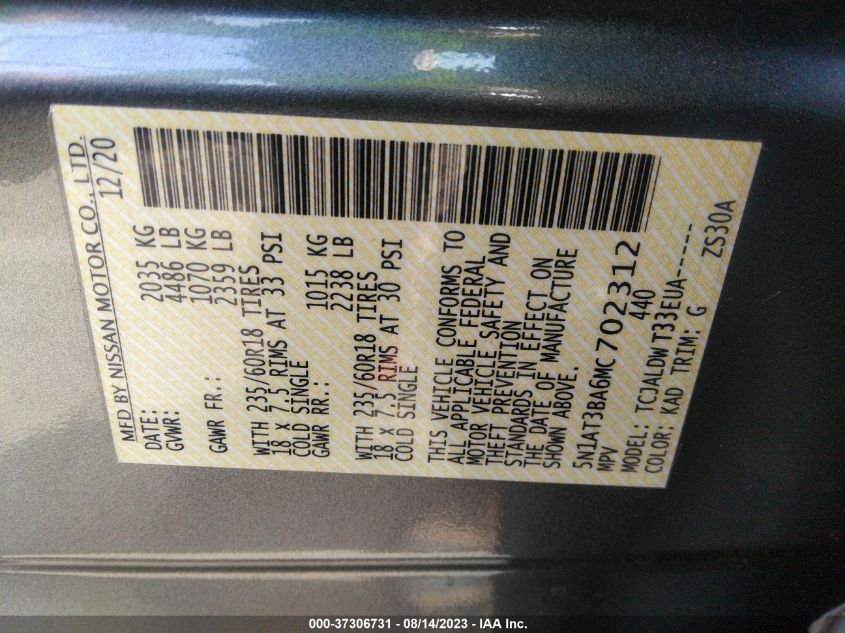 MFD BY NISSAN MOTOR CO., LTD.
DATE: 12/20
GVWR: 2035 KG
4486 LB
GAWR FR.: 1070 KG
2359 LB
WITH 235/60R18 TIRES
18 X 7.5 RIMS AT 33 PSI
COLD SINGLE
GAWR RR.: 1015 KG
2238 LB
WITH 235/60R18 TIRES
18 X 7.5 RIMS AT 30 PSI
COLD SINGLE
THIS VEHICLE CONFORMS TO
ALL APPLICABLE FEDERAL
MOTOR VEHICLE SAFETY AND
THEFT PREVENTION
STANDARDS IN EFFECT ON
THE DATE OF MANUFACTURE
SHOWN ABOVE.
5N1AT3BA6MC702312
MPV 440
MODEL: TCJALDW T33EUA------
COLOR: KAD TRIM: G ZS30A
000-37306731 - 08/14/2023 - IAA Inc.